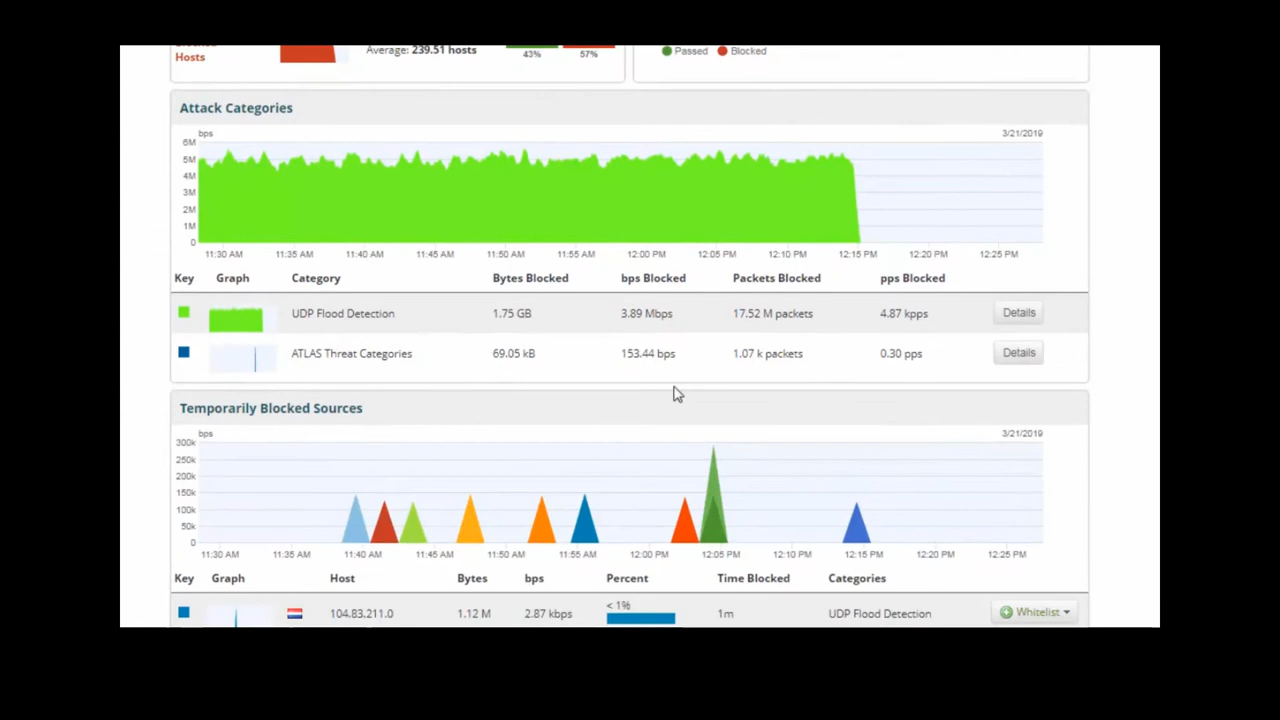 Hosts
Average: 239.51 hosts
43%
57%
Passed
Blocked
Attack Categories
bps
3/21/2019
6M
5M
4M
3M
2M
1M
0
11:30 AM 11:35 AM 11:40 AM 11:45 AM 11:50 AM 11:55 AM 12:00 PM 12:05 PM 12:10 PM 12:15 PM 12:20 PM 12:25 PM
Key Graph Category Bytes Blocked bps Blocked Packets Blocked pps Blocked
UDP Flood Detection 1.75 GB 3.89 Mbps 17.52 M packets 4.87 kpps Details
ATLAS Threat Categories 69.05 kB 153.44 bps 1.07 k packets 0.30 pps Details
Temporarily Blocked Sources
bps
3/21/2019
300k
250k
200k
150k
100k
50k
0
11:30 AM 11:35 AM 11:40 AM 11:45 AM 11:50 AM 11:55 AM 12:00 PM 12:05 PM 12:10 PM 12:15 PM 12:20 PM 12:25 PM
Key Graph Host Bytes bps Percent Time Blocked Categories
104.83.211.0 1.12 M 2.87 kbps < 1% 1m UDP Flood Detection Whitelist